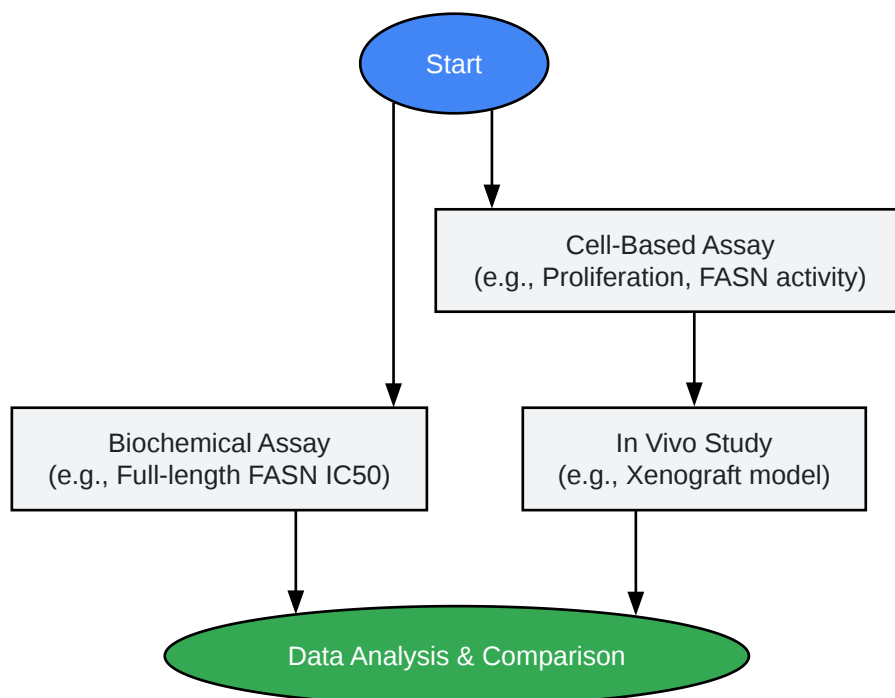 Start
Cell-Based Assay
(e.g., Proliferation, FASN activity)
Biochemical Assay
(e.g., Full-length FASN IC50)
In Vivo Study
(e.g., Xenograft model)
Data Analysis & Comparison